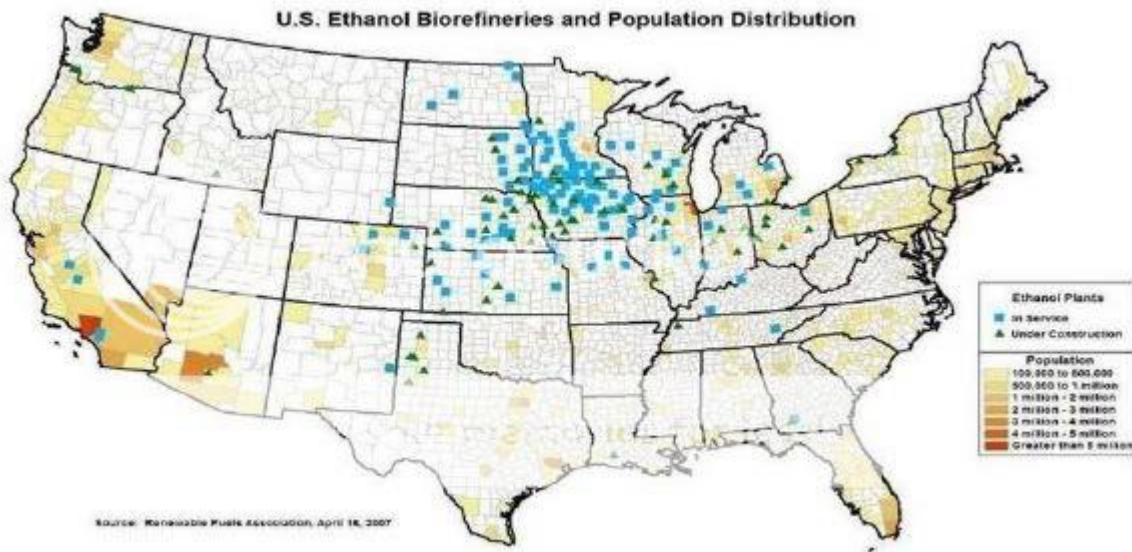 U.S. Ethanol Biorefineries and Population Distribution
Ethanol Plants
In Service
Under Construction
Population
100,000 to 500,000
500,000 to 1 million
1 million - 2 million
2 million - 3 million
3 million - 4 million
4 million - 5 million
Greater than 5 million
Source: Renewable Fuels Association, April 16, 2007